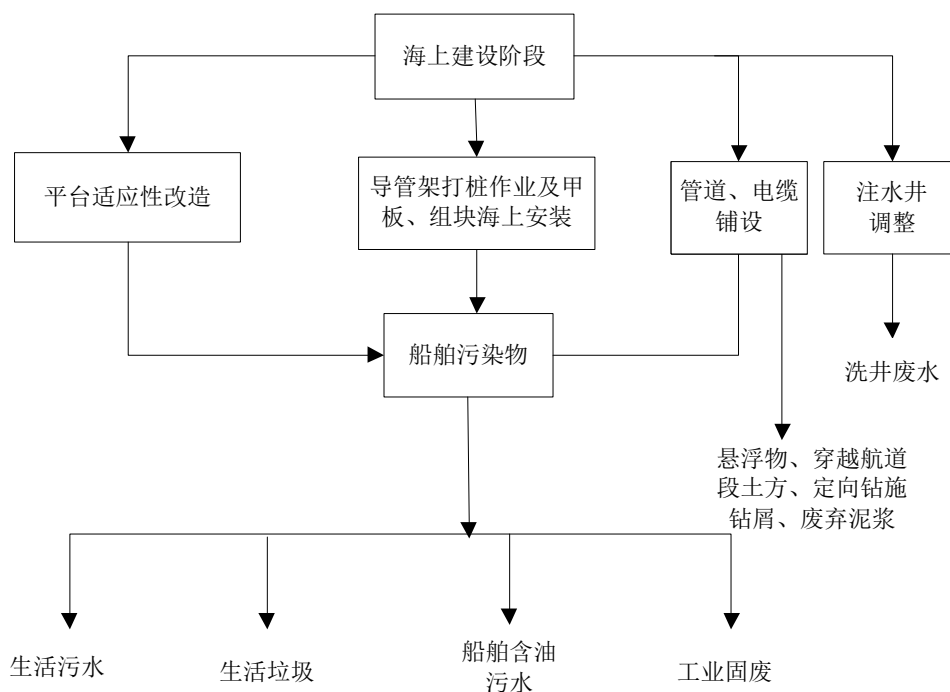 海上建设阶段
平台适应性改造
导管架打桩作业及甲
板、组块海上安装
管道、电缆
铺设
注水井
调整
船舶污染物
洗井废水
悬浮物、穿越航道
段土方、定向钻施
钻屑、废弃泥浆
生活污水
生活垃圾
船舶含油
污水
工业固废